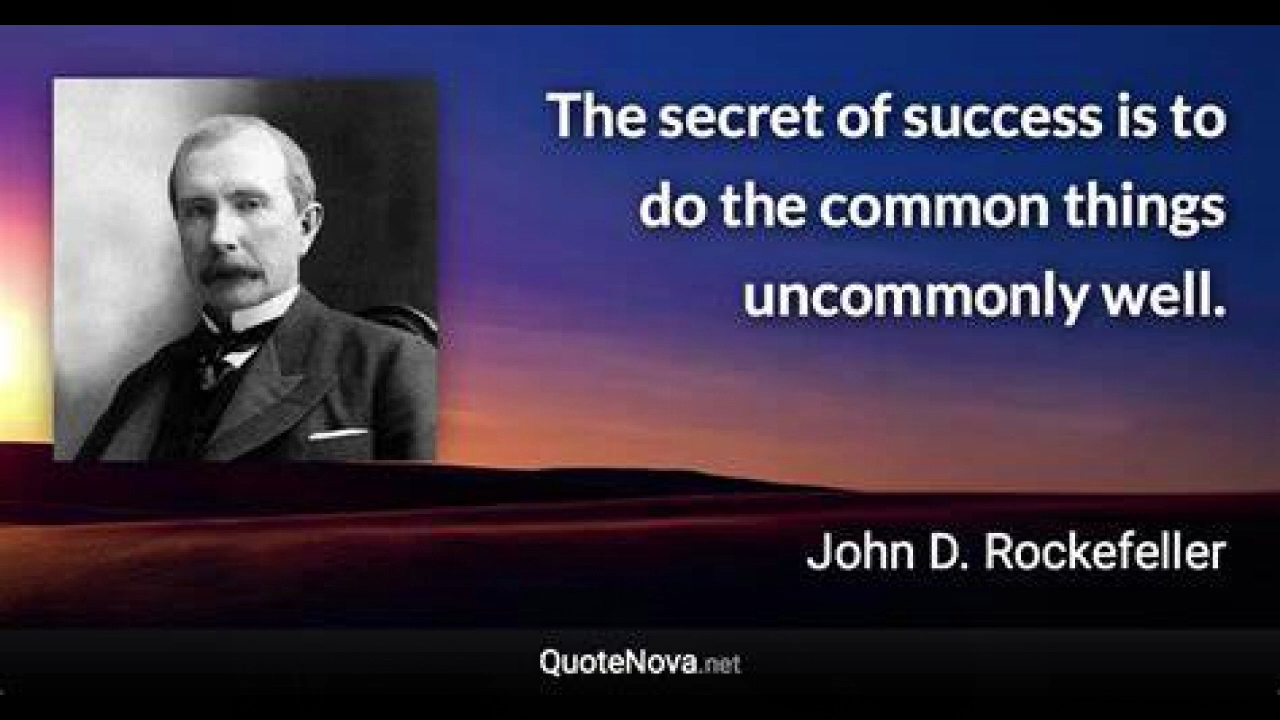 The secret of success is to
do the common things
uncommonly well.
John D. Rockefeller
QuoteNova.net